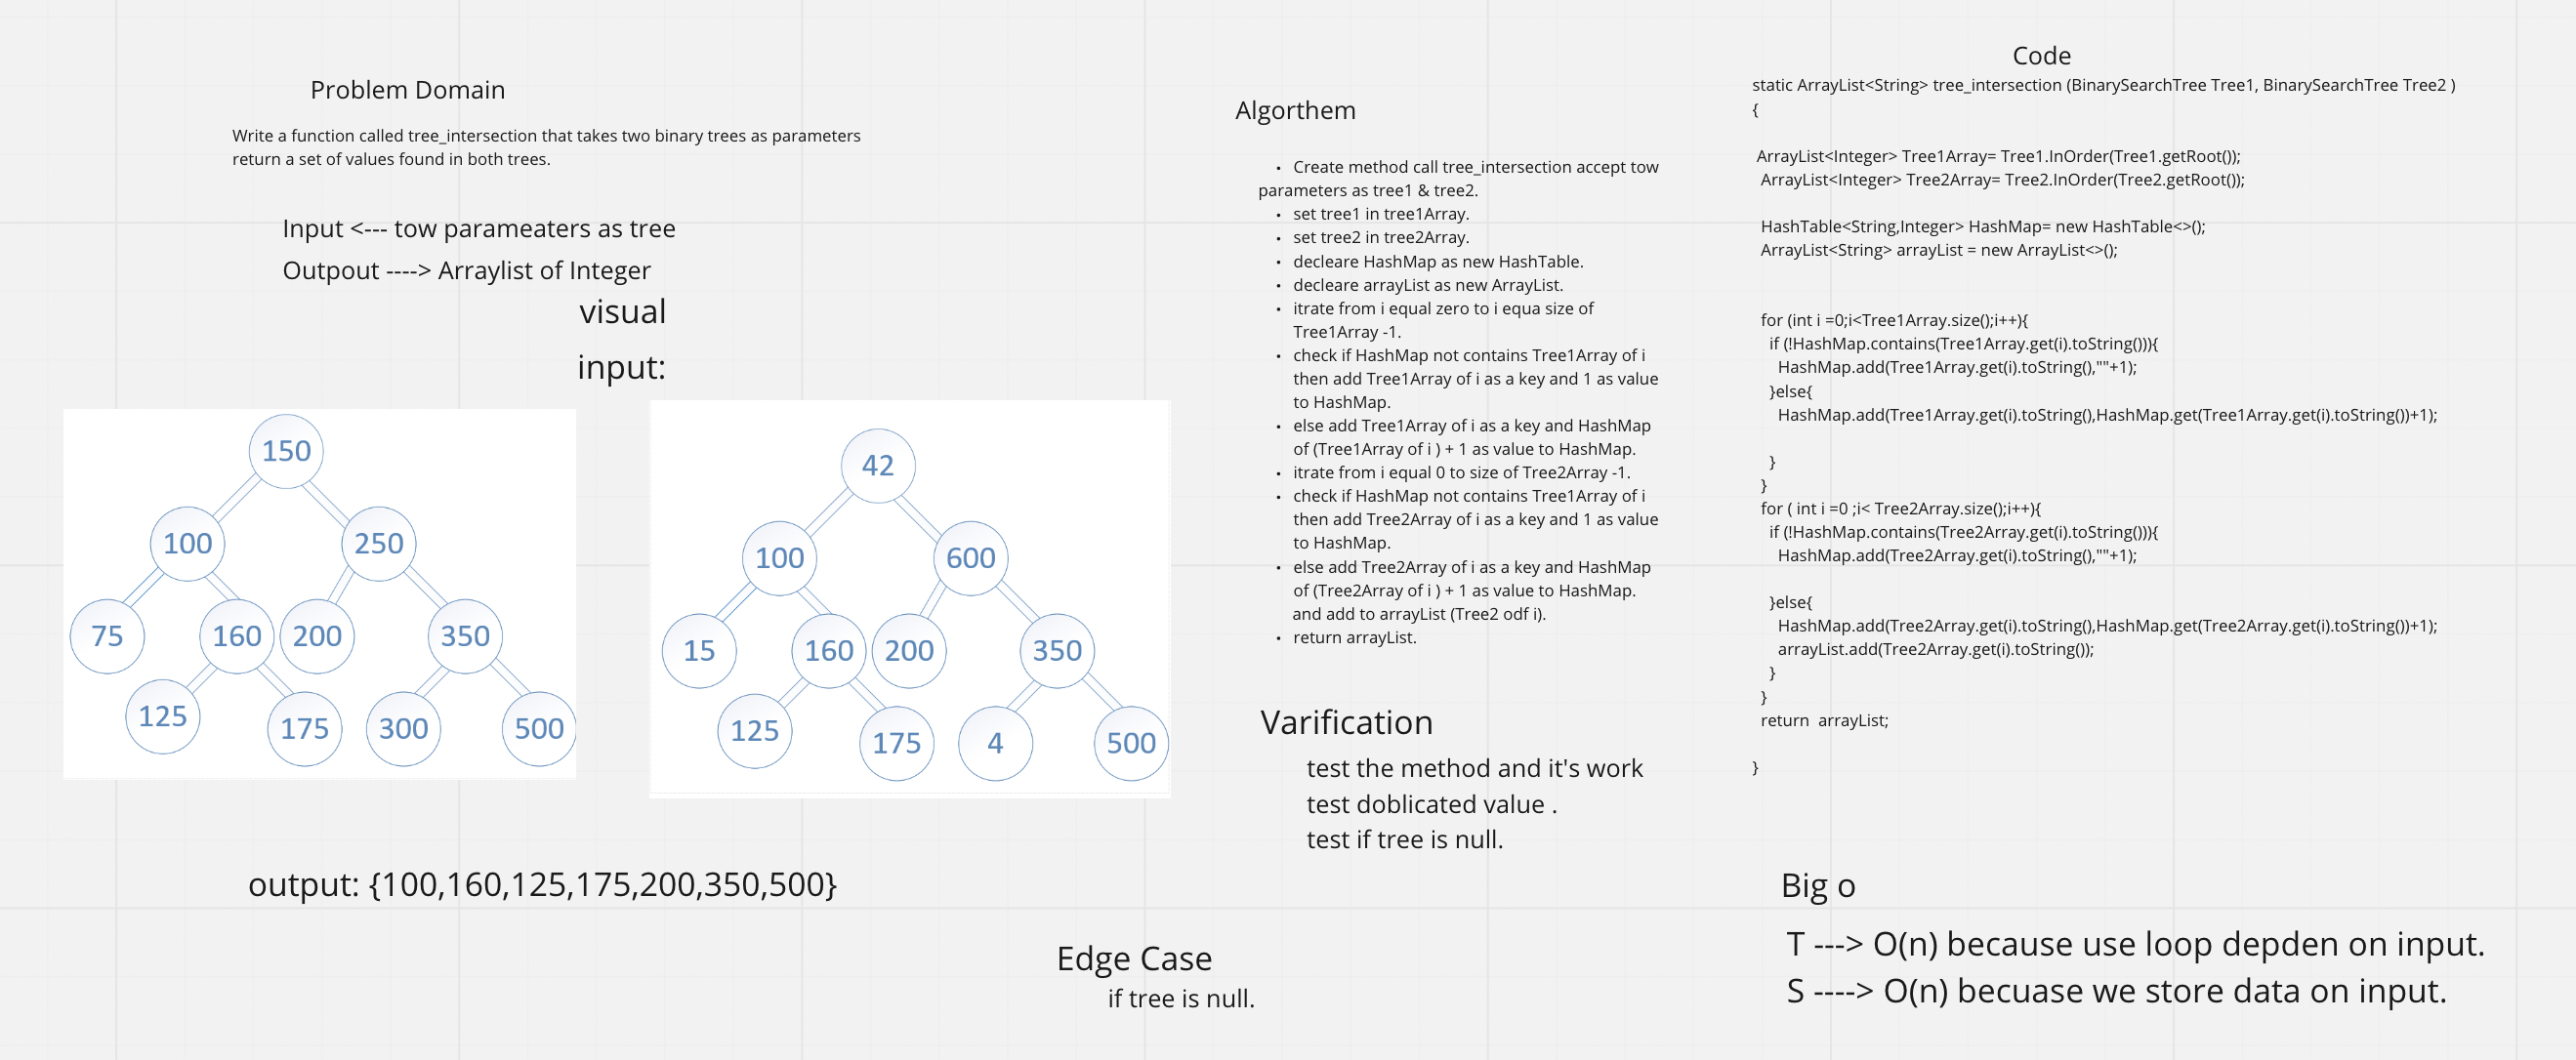 Problem Domain
Write a function called tree_intersection that takes two binary trees as parameters
return a set of values found in both trees.
Input <--- tow parameaters as tree
Outpout ----> Arraylist of Integer
visual
input:
150
100
250
75
160
200
350
125
175
300
500
42
100
600
15
160
200
350
125
175
4
500
output: {100,160,125,175,200,350,500}
Algorthem
• Create method call tree_intersection accept tow
parameters as tree1 & tree2.
• set tree1 in tree1Array.
• set tree2 in tree2Array.
• decleare HashMap as new HashTable.
• decleare arrayList as new ArrayList.
• itrate from i equal zero to i equa size of
Tree1Array -1.
• check if HashMap not contains Tree1Array of i
then add Tree1Array of i as a key and 1 as value
to HashMap.
• else add Tree1Array of i as a key and HashMap
of (Tree1Array of i ) + 1 as value to HashMap.
• itrate from i equal 0 to size of Tree2Array -1.
• check if HashMap not contains Tree1Array of i
then add Tree2Array of i as a key and 1 as value
to HashMap.
• else add Tree2Array of i as a key and HashMap
of (Tree2Array of i ) + 1 as value to HashMap.
and add to arrayList (Tree2 odf i).
• return arrayList.
Varification
test the method and it's work
test doblicated value .
test if tree is null.
Edge Case
if tree is null.
Code
static ArrayList<String> tree_intersection (BinarySearchTree Tree1, BinarySearchTree Tree2 )
{
ArrayList<Integer> Tree1Array= Tree1.InOrder(Tree1.getRoot());
ArrayList<Integer> Tree2Array= Tree2.InOrder(Tree2.getRoot());
HashTable<String,Integer> HashMap= new HashTable<>();
ArrayList<String> arrayList = new ArrayList<>();
for (int i =0;i<Tree1Array.size();i++){
if (!HashMap.contains(Tree1Array.get(i).toString())){
HashMap.add(Tree1Array.get(i).toString(),""+1);
}else{
HashMap.add(Tree1Array.get(i).toString(),HashMap.get(Tree1Array.get(i).toString())+1);
}
}
for ( int i =0 ;i< Tree2Array.size();i++){
if (!HashMap.contains(Tree2Array.get(i).toString())){
HashMap.add(Tree2Array.get(i).toString(),""+1);
}else{
HashMap.add(Tree2Array.get(i).toString(),HashMap.get(Tree2Array.get(i).toString())+1);
arrayList.add(Tree2Array.get(i).toString());
}
}
return  arrayList;
}
Big o
T ---> O(n) because use loop depden on input.
S ----> O(n) becuase we store data on input.